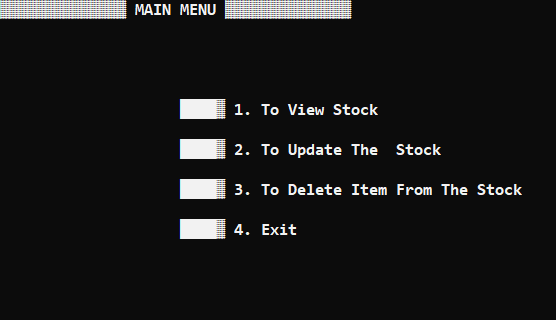 MAIN MENU
1. To View Stock
2. To Update The  Stock
3. To Delete Item From The Stock
4. Exit